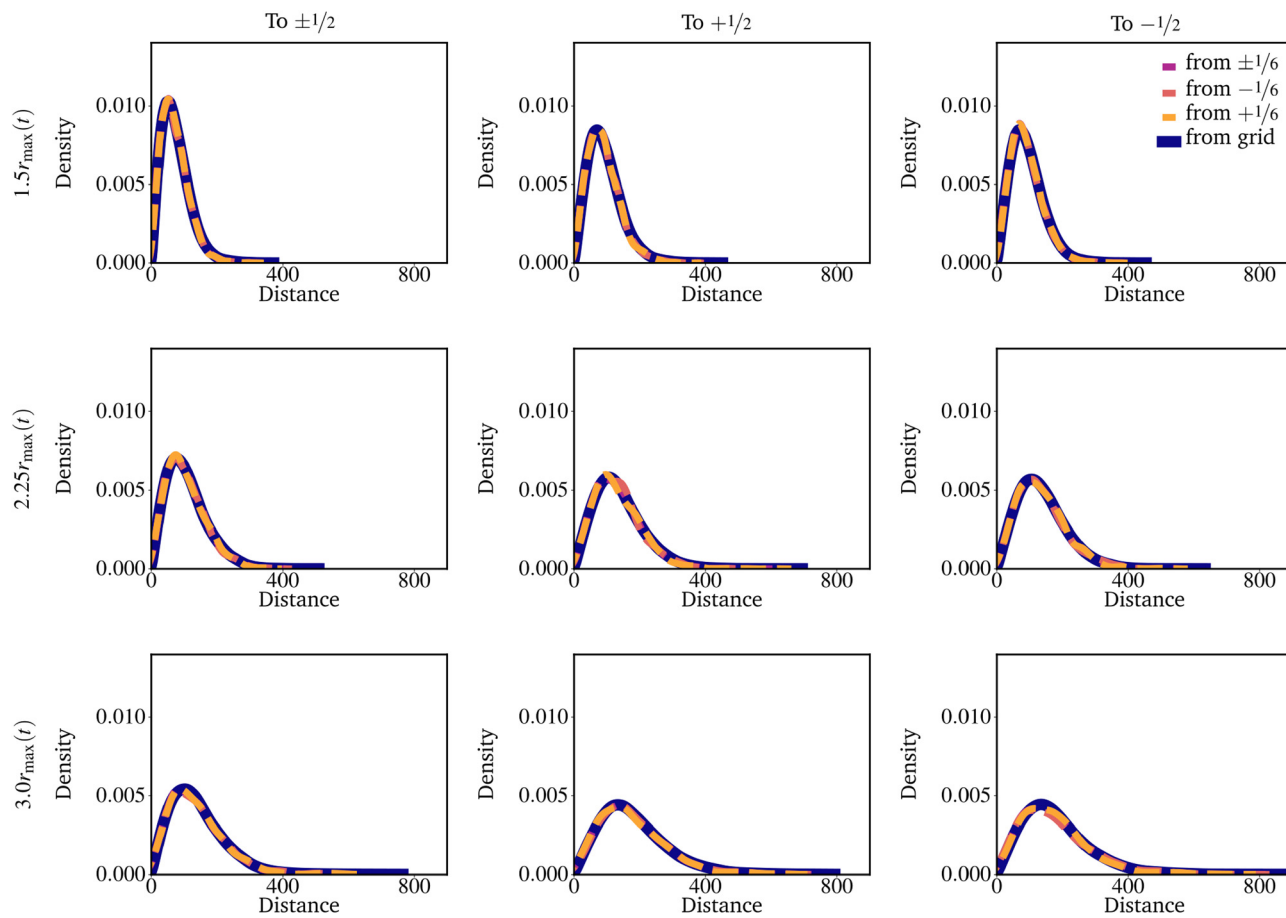 To ±1/2
To +1/2
To −1/2
1.5r_max(t)
Density
0.010
0.005
0.000
0
400
800
Distance
Density
0.010
0.005
0.000
0
400
800
Distance
Density
0.010
0.005
0.000
0
400
800
Distance
from ±1/6
from −1/6
from +1/6
from grid
2.25r_max(t)
Density
0.010
0.005
0.000
0
400
800
Distance
Density
0.010
0.005
0.000
0
400
800
Distance
Density
0.010
0.005
0.000
0
400
800
Distance
3.0r_max(t)
Density
0.010
0.005
0.000
0
400
800
Distance
Density
0.010
0.005
0.000
0
400
800
Distance
Density
0.010
0.005
0.000
0
400
800
Distance